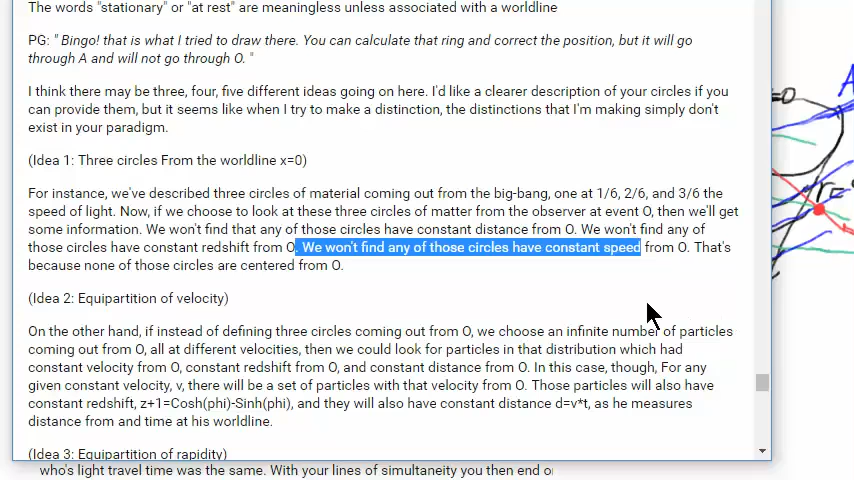 The words "stationary" or "at rest" are meaningless unless associated with a worldline
PG: " Bingo! that is what I tried to draw there. You can calculate that ring and correct the position, but it will go
through A and will not go through O. "
I think there may be three, four, five different ideas going on here. I'd like a clearer description of your circles if you
can provide them, but it seems like when I try to make a distinction, the distinctions that I'm making simply don't
exist in your paradigm.
(Idea 1: Three circles From the worldline x=0)
For instance, we've described three circles of material coming out from the big-bang, one at 1/6, 2/6, and 3/6 the
speed of light. Now, if we choose to look at these three circles of matter from the observer at event O, then we'll get
some information. We won't find that any of those circles have constant distance from O. We won't find any of
those circles have constant redshift from O. We won't find any of those circles have constant speed from O. That's
because none of those circles are centered from O.
(Idea 2: Equipartition of velocity)
On the other hand, if instead of defining three circles coming out from O, we choose an infinite number of particles
coming out from O, all at different velocities, then we could look for particles in that distribution which had
constant velocity from O, constant redshift from O, and constant distance from O. In this case, though, For any
given constant velocity, v, there will be a set of particles with that velocity from O. Those particles will also have
constant redshift, z+1=Cosh(phi)-Sinh(phi), and they will also have constant distance d=v*t, as he measures
distance from and time at his worldline.
(Idea 3: Equipartition of rapidity)
who's light travel time was the same. With your lines of simultaneity you then end